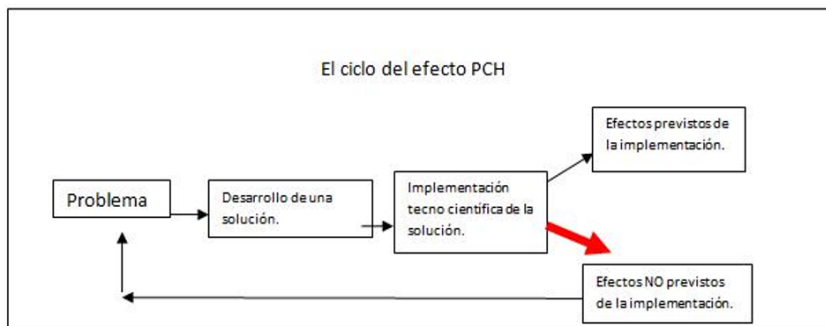 El ciclo del efecto PCH
Efectos previstos de
la implementación.
Problema
Desarrollo de una
solución.
Implementación
tecno científica de la
solución.
Efectos NO previstos
de la implementación.